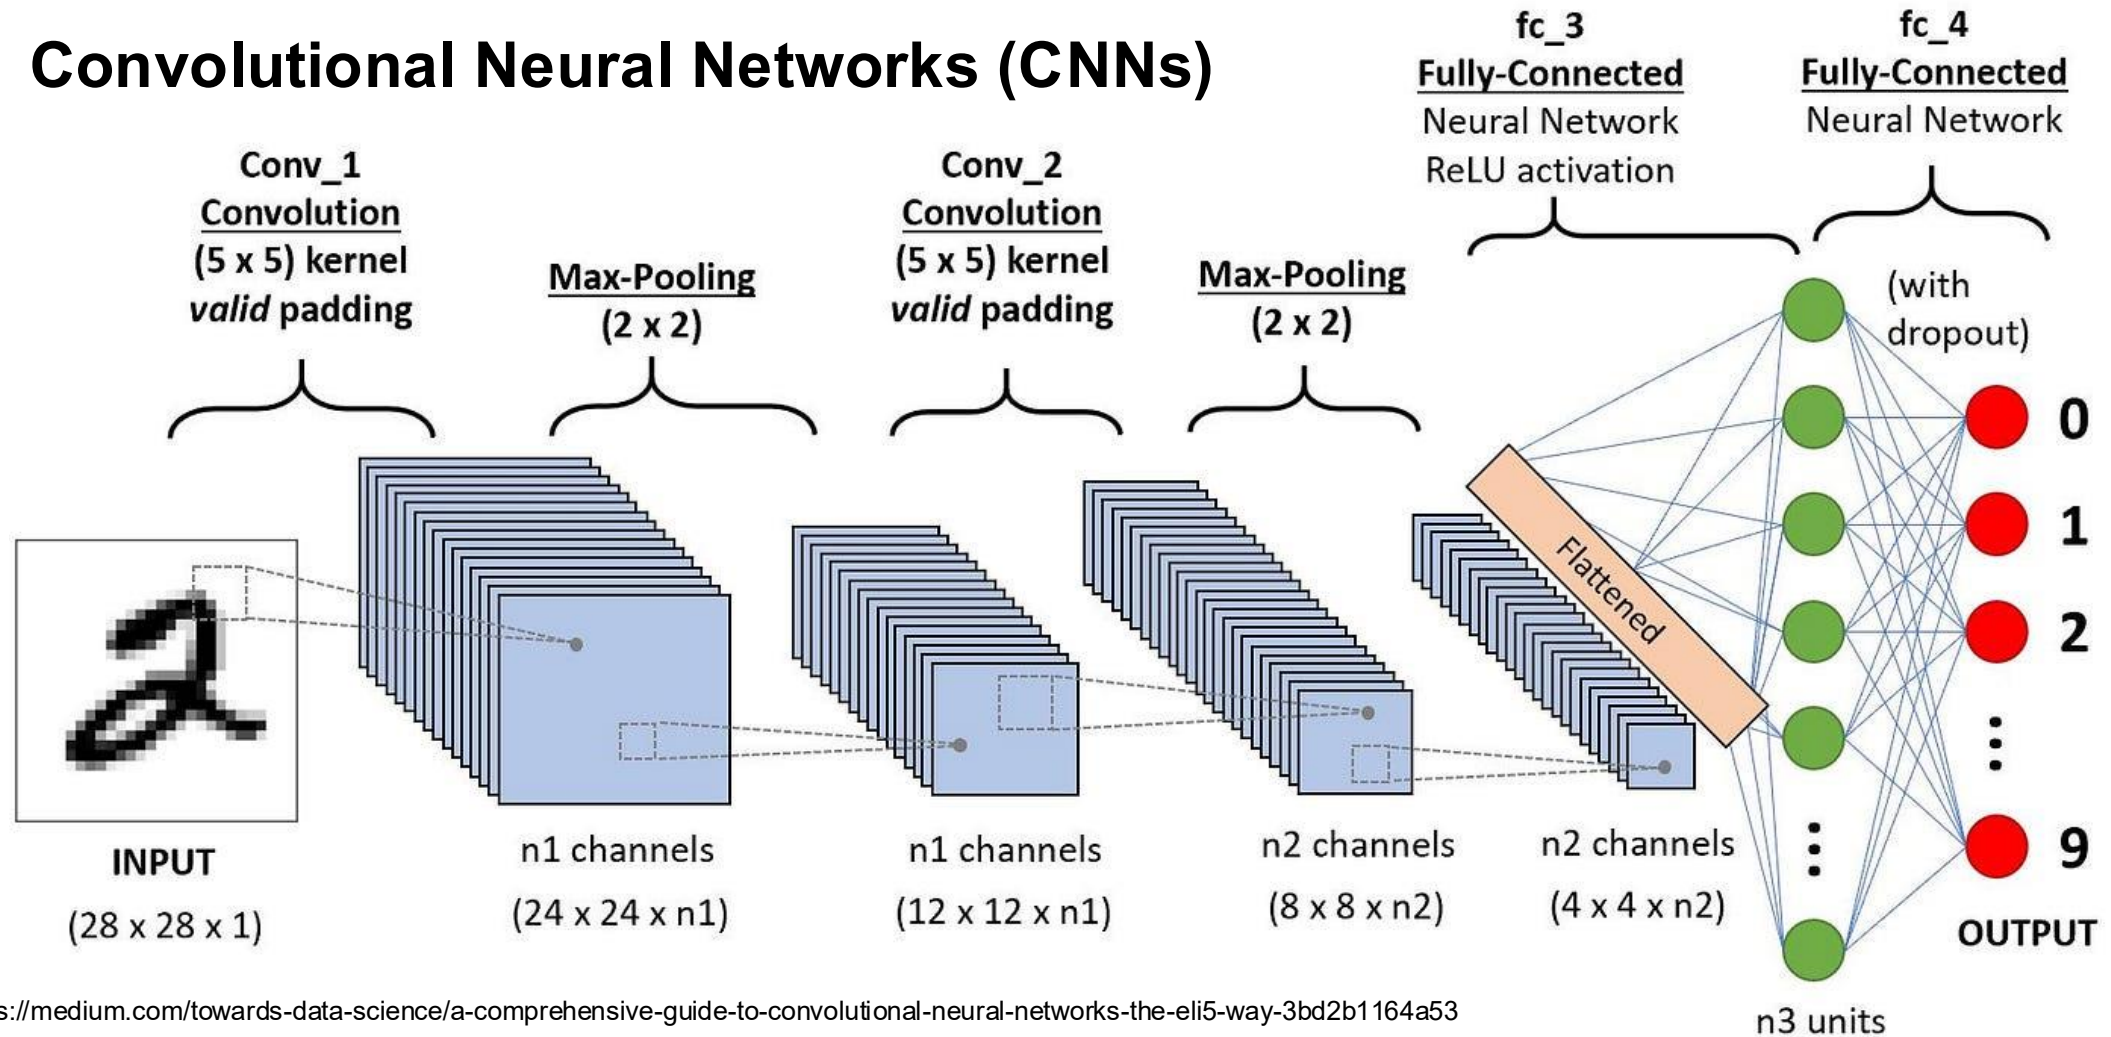 Convolutional Neural Networks (CNNs)
fc_3
Fully-Connected
Neural Network
ReLU activation
fc_4
Fully-Connected
Neural Network
Conv_1
Convolution
(5 x 5) kernel
valid padding
Max-Pooling
(2 x 2)
Conv_2
Convolution
(5 x 5) kernel
valid padding
Max-Pooling
(2 x 2)
(with
dropout)
Flattened
0
1
2
9
INPUT
(28 x 28 x 1)
n1 channels
(24 x 24 x n1)
n1 channels
(12 x 12 x n1)
n2 channels
(8 x 8 x n2)
n2 channels
(4 x 4 x n2)
OUTPUT
n3 units
s://medium.com/towards-data-science/a-comprehensive-guide-to-convolutional-neural-networks-the-eli5-way-3bd2b1164a53